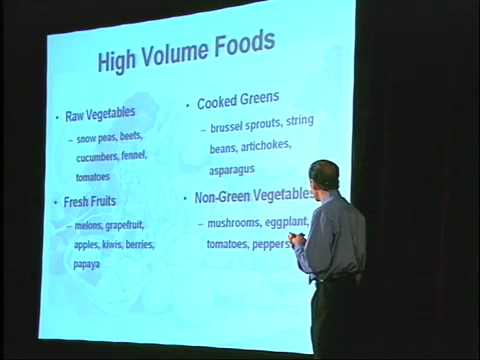 High Volume Foods
• Raw Vegetables
– snow peas, beets,
cucumbers, fennel,
tomatoes
• Fresh Fruits
– melons, grapefruit,
apples, kiwis, berries,
papaya
• Cooked Greens
– brussel sprouts, string
beans, artichokes,
asparagus
• Non-Green Vegetables
– mushrooms, eggplant,
tomatoes, peppers